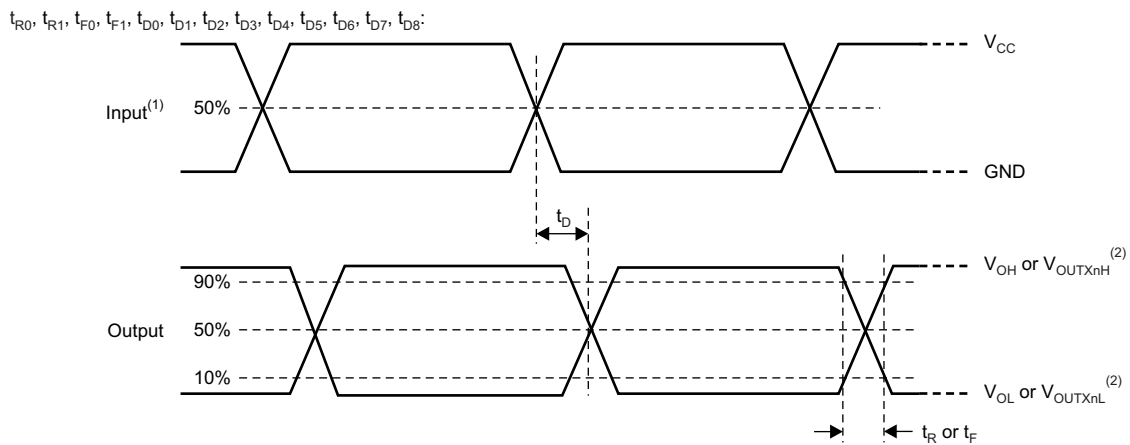 tR0, tR1, tF0, tF1, tD0, tD1, tD2, tD3, tD4, tD5, tD6, tD7, tD8:
VCC
Input(1) 50%
GND
tD
VOH or VOUTXnH(2)
90%
Output 50%
10%
VOL or VOUTXnL(2)
tR or tF